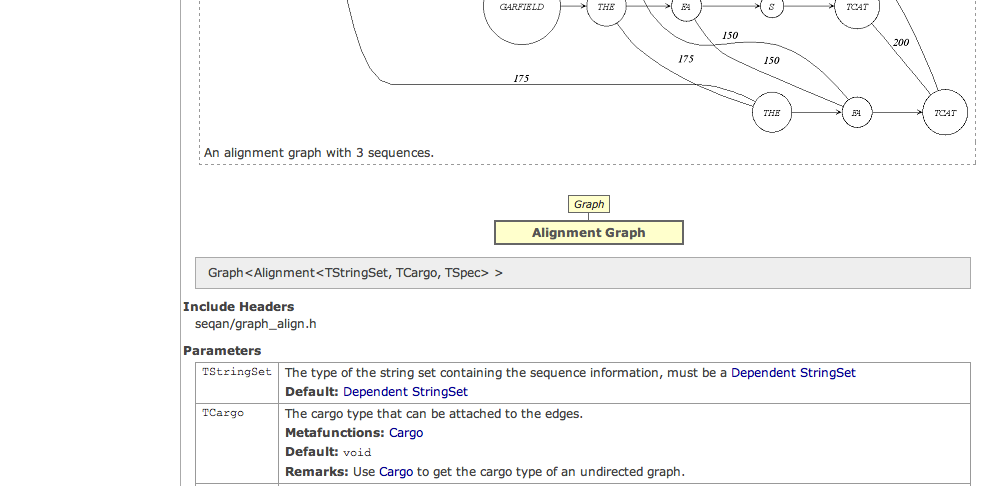 GARFIELD THE FA S TCAT
150
200
175 150
175
THE FA TCAT
An alignment graph with 3 sequences.
Graph
Alignment Graph
Graph<Alignment<TStringSet, TCargo, TSpec> >
Include Headers
seqan/graph_align.h
Parameters
TStringSet The type of the string set containing the sequence information, must be a Dependent StringSet
Default: Dependent StringSet
TCargo The cargo type that can be attached to the edges.
Metafunctions: Cargo
Default: void
Remarks: Use Cargo to get the cargo type of an undirected graph.